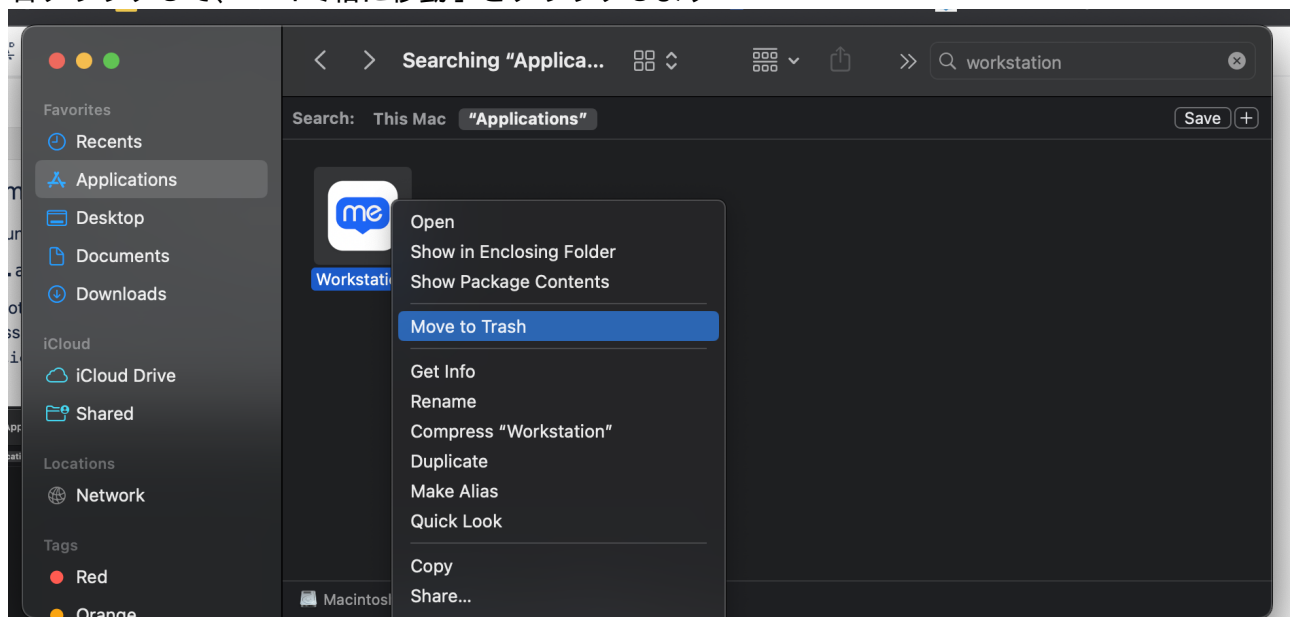 Searching “Applica...
workstation
Favorites
Recents
Applications
Desktop
Documents
Downloads
iCloud
iCloud Drive
Shared
Locations
Network
Tags
Red
Orange
Search: This Mac “Applications” Save +
me
Workstati
Open
Show in Enclosing Folder
Show Package Contents
Move to Trash
Get Info
Rename
Compress “Workstation”
Duplicate
Make Alias
Quick Look
Copy
Share...
Macintosl